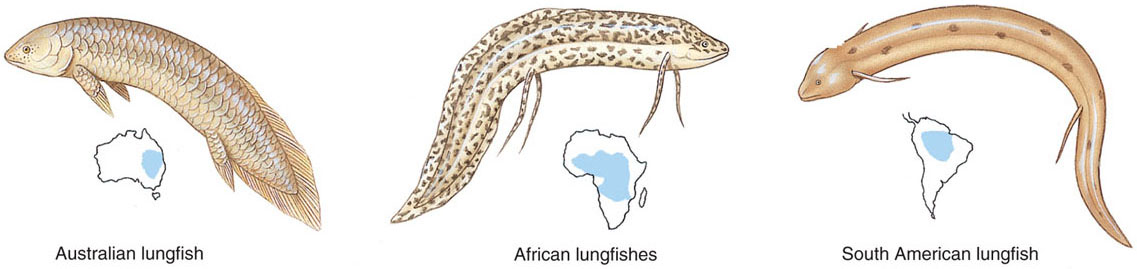 Australian lungfish
African lungfishes
South American lungfish